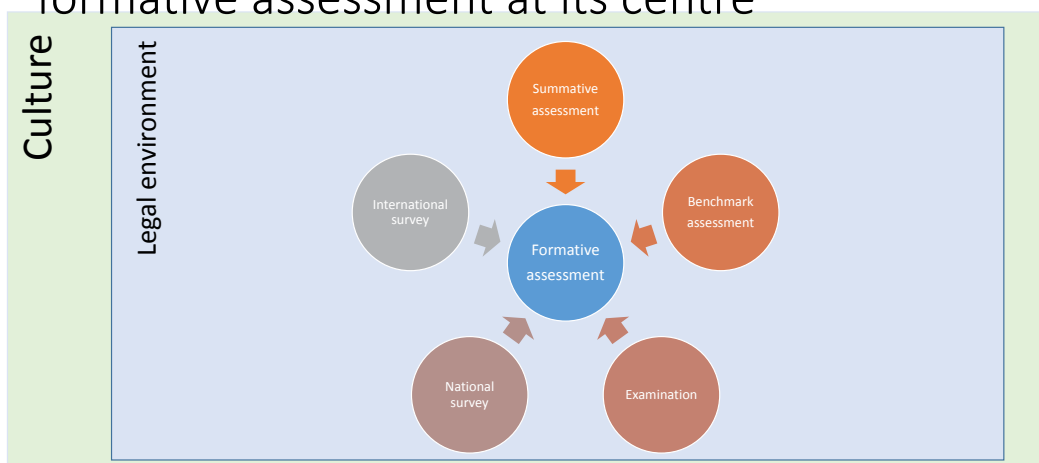 formative assessment at its centre
Culture
Legal environment
Summative
assessment
International
survey
Benchmark
assessment
Formative
assessment
National
survey
Examination